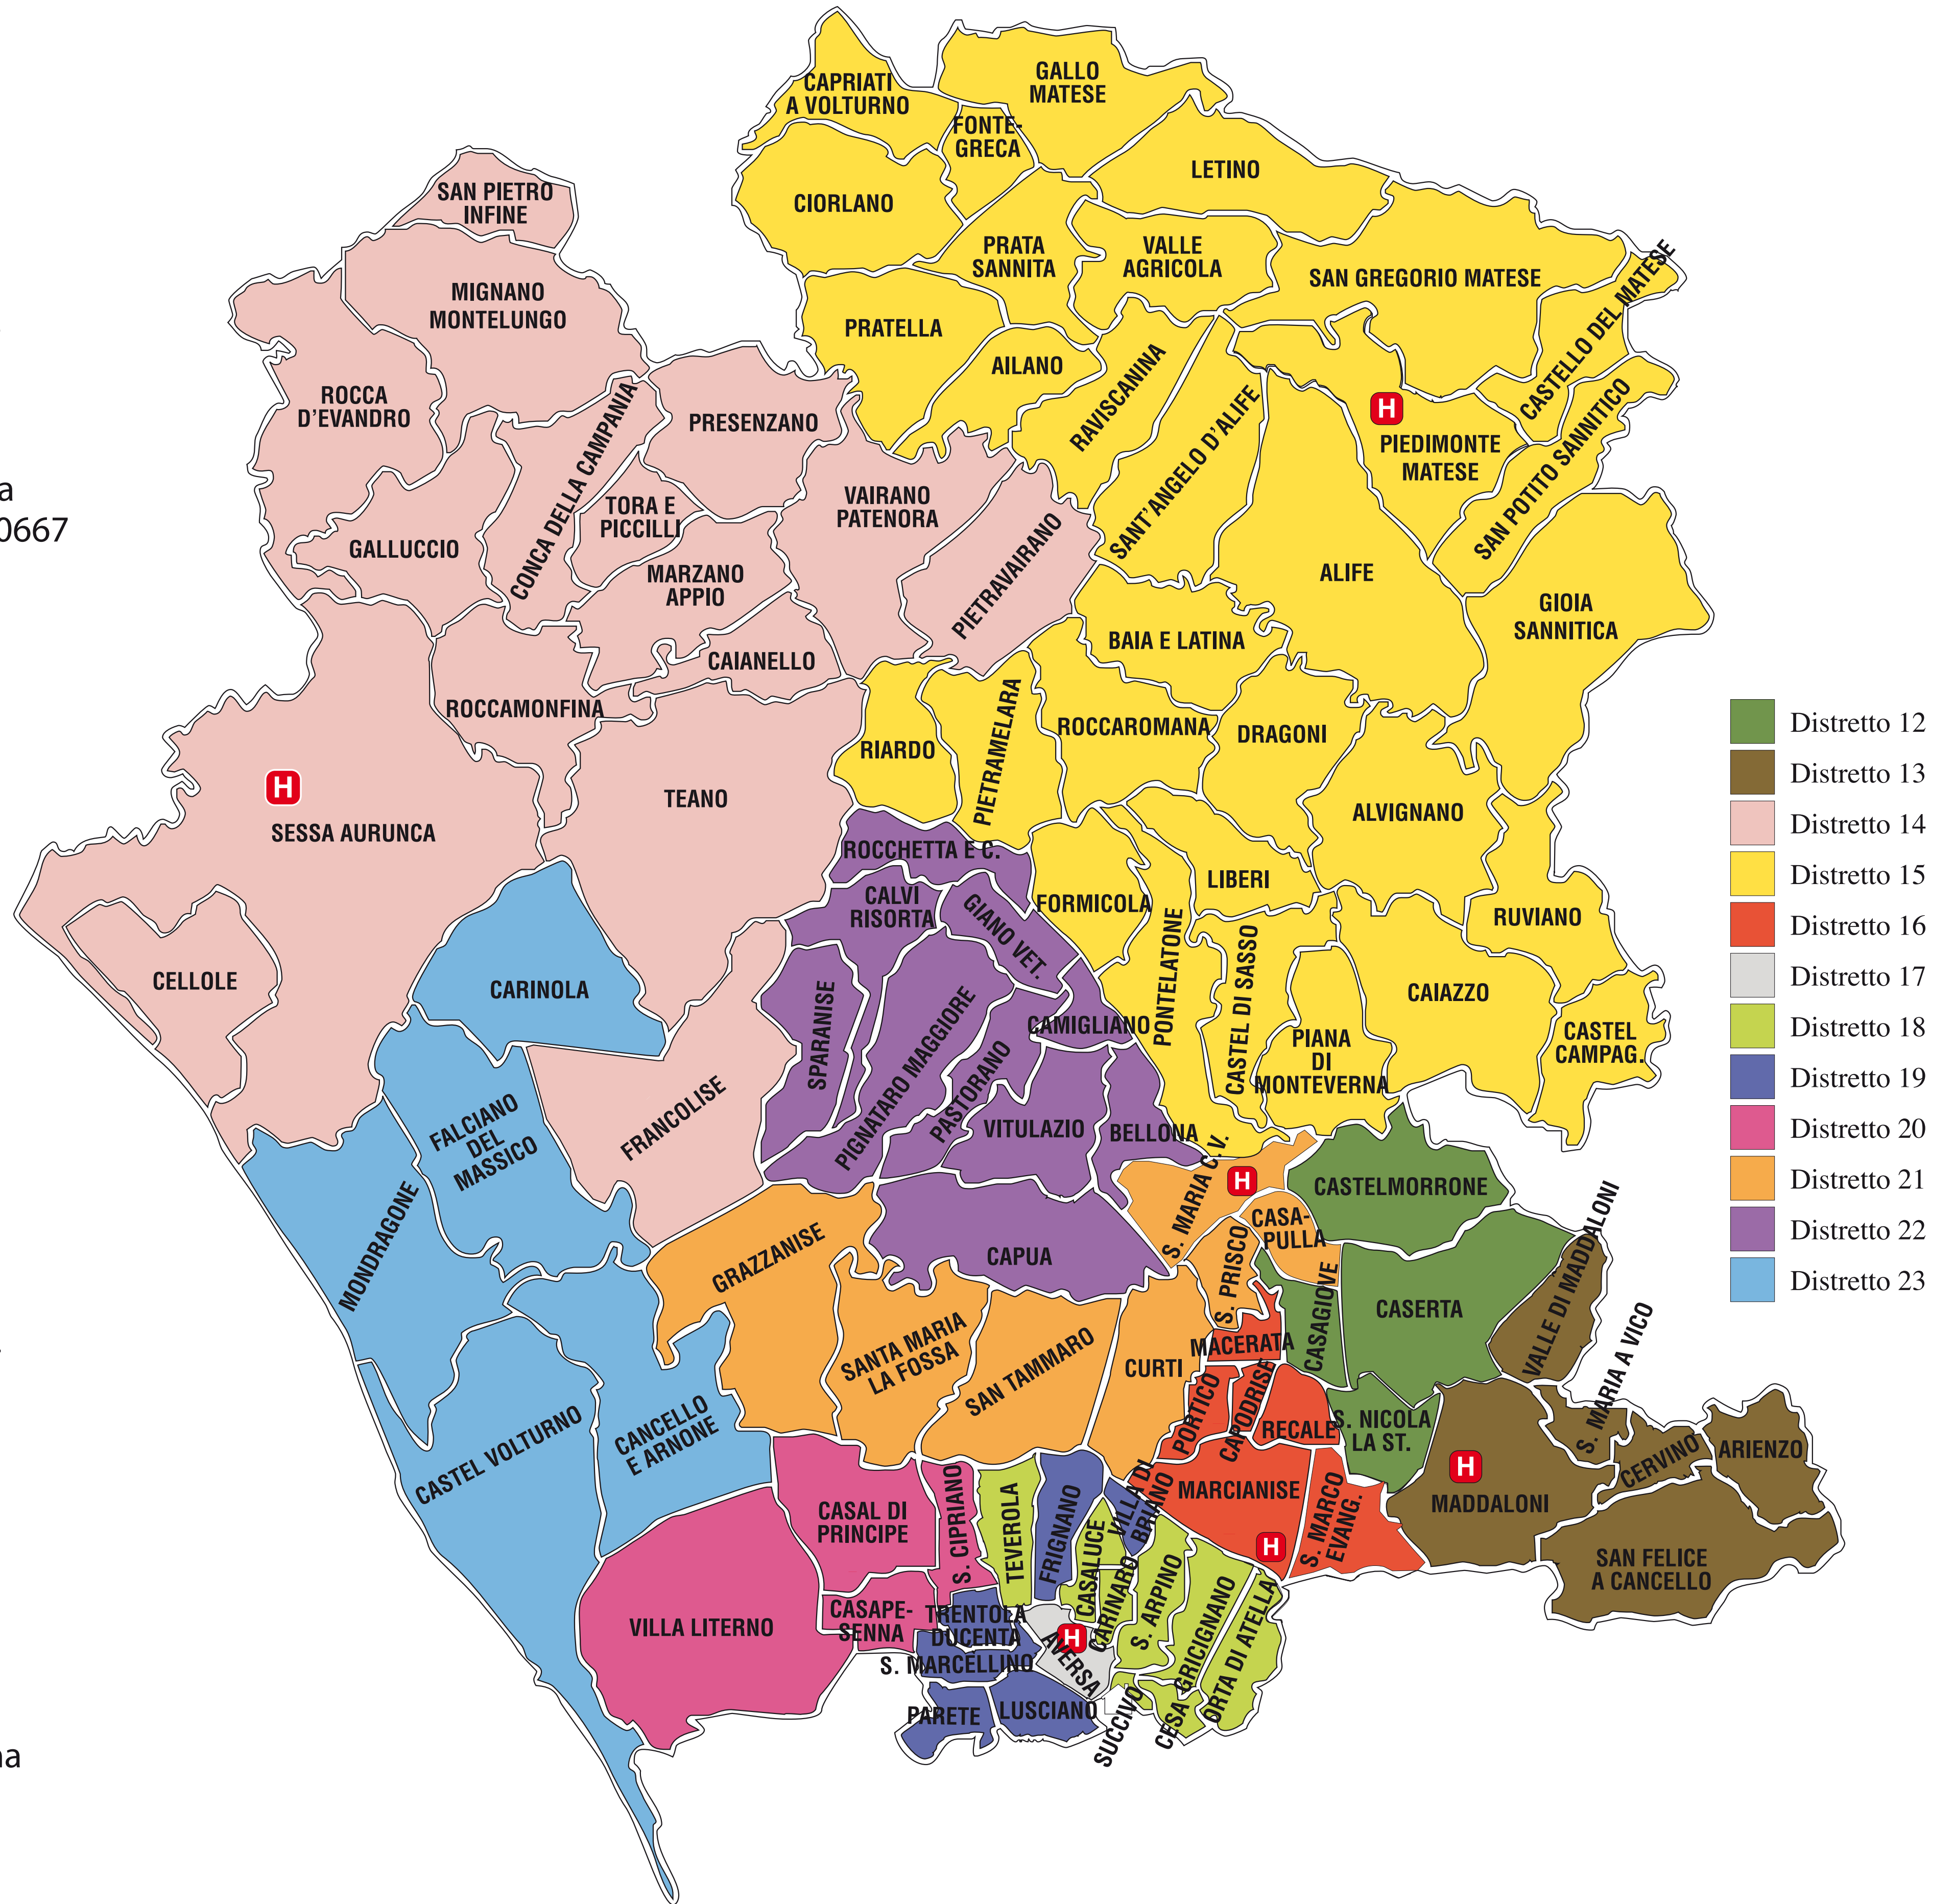 CAPRIATI
A VOLTURNO
GALLO
MATESE
FONTE-
GRECA
LETINO
CIORLANO
SAN PIETRO
INFINE
PRATA
SANNITA
VALLE
AGRICOLA
SAN GREGORIO MATESE
CASTELLO DEL MATESE
MIGNANO
MONTELUNGO
PRATELLA
AILANO
RAVISCANINA
ROCCA
D'EVANDRO
CONCA DELLA CAMPANIA
PRESENZANO
SANT'ANGELO D'ALIFE
H
PIEDIMONTE
MATESE
SAN POTITO SANNITICO
a
0667
TORA E
PICCILLI
VAIRANO
PATENORA
GALLUCCIO
MARZANO
APPIO
PIETRAVAIRANO
ALIFE
GIOIA
SANNITICA
BAIA E LATINA
CAIANELLO
ROCCAMONFINA
RIARDO
PIETRAMELARA
ROCCAROMANA
DRAGONI
H
SESSA AURUNCA
TEANO
ALVIGNANO
ROCCHETTA E C.
CALVI
RISORTA
GIANO VET.
FORMICOLA
LIBERI
RUVIANO
CELLOLE
CARINOLA
SPARANISE
PIGNATARO MAGGIORE
PASTORANO
CAMIGLIANO
PONTELATONE
CASTEL DI SASSO
PIANA
DI
MONTEVERNA
CAIAZZO
CASTEL
CAMPAG.
FALCIANO
DEL
MASSICO
FRANCOLISE
VITULAZIO
BELLONA
MONDRAGONE
S. MARIA C. V.
H
CASTELMORRONE
CASA-
PULLA
GRAZZANISE
CAPUA
S. PRISCO
CASAGIOVE
CASERTA
VALLE DI MADDALONI
SANTA MARIA
LA FOSSA
SAN TAMMARO
CURTI
MACERATA
PORTICO
CAPODRISE
RECALE
S. NICOLA
LA ST.
S. MARIA A VICO
CASTEL VOLTURNO
CANCELLO
E ARNONE
H
MADDALONI
CERVINO
ARIENZO
CASAL DI
PRINCIPE
S. CIPRIANO
TEVEROLA
FRIGNANO
CASALUCE
VILLA DI
BRIANO
MARCIANISE
H
S. MARCO
EVANG.
SAN FELICE
A CANCELLO
VILLA LITERNO
CASAPE-
SENNA
TRENTOLA
DUCENTA
S. MARCELLINO
H
AVERSA
CARINARO
S. ARPINO
GRICIGNANO
ORTA DI ATELLA
PARETE
LUSCIANO
SUCCIVO
CESA
na
Distretto 12
Distretto 13
Distretto 14
Distretto 15
Distretto 16
Distretto 17
Distretto 18
Distretto 19
Distretto 20
Distretto 21
Distretto 22
Distretto 23